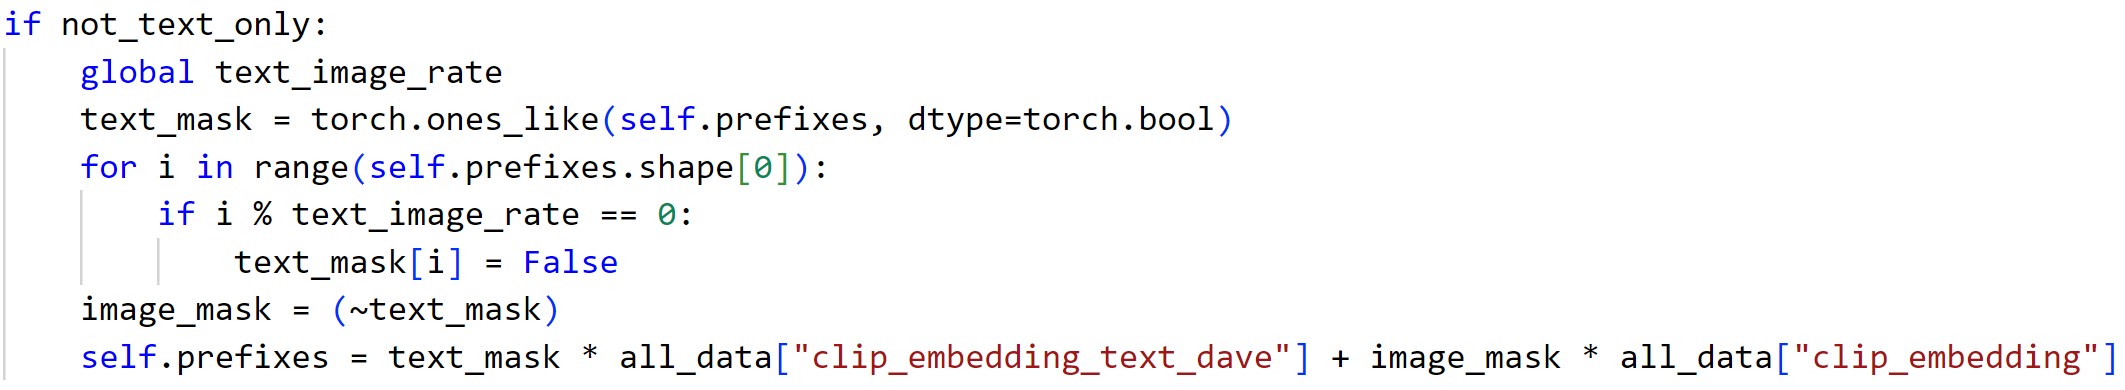 if not_text_only:
    global text_image_rate
    text_mask = torch.ones_like(self.prefixes, dtype=torch.bool)
    for i in range(self.prefixes.shape[0]):
        if i % text_image_rate == 0:
            text_mask[i] = False
    image_mask = (~text_mask)
    self.prefixes = text_mask * all_data["clip_embedding_text_dave"] + image_mask * all_data["clip_embedding"]